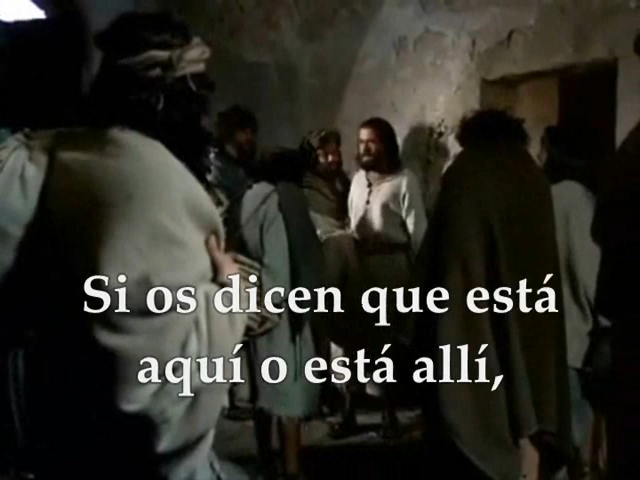 Si os dicen que está
aquí o está allí,